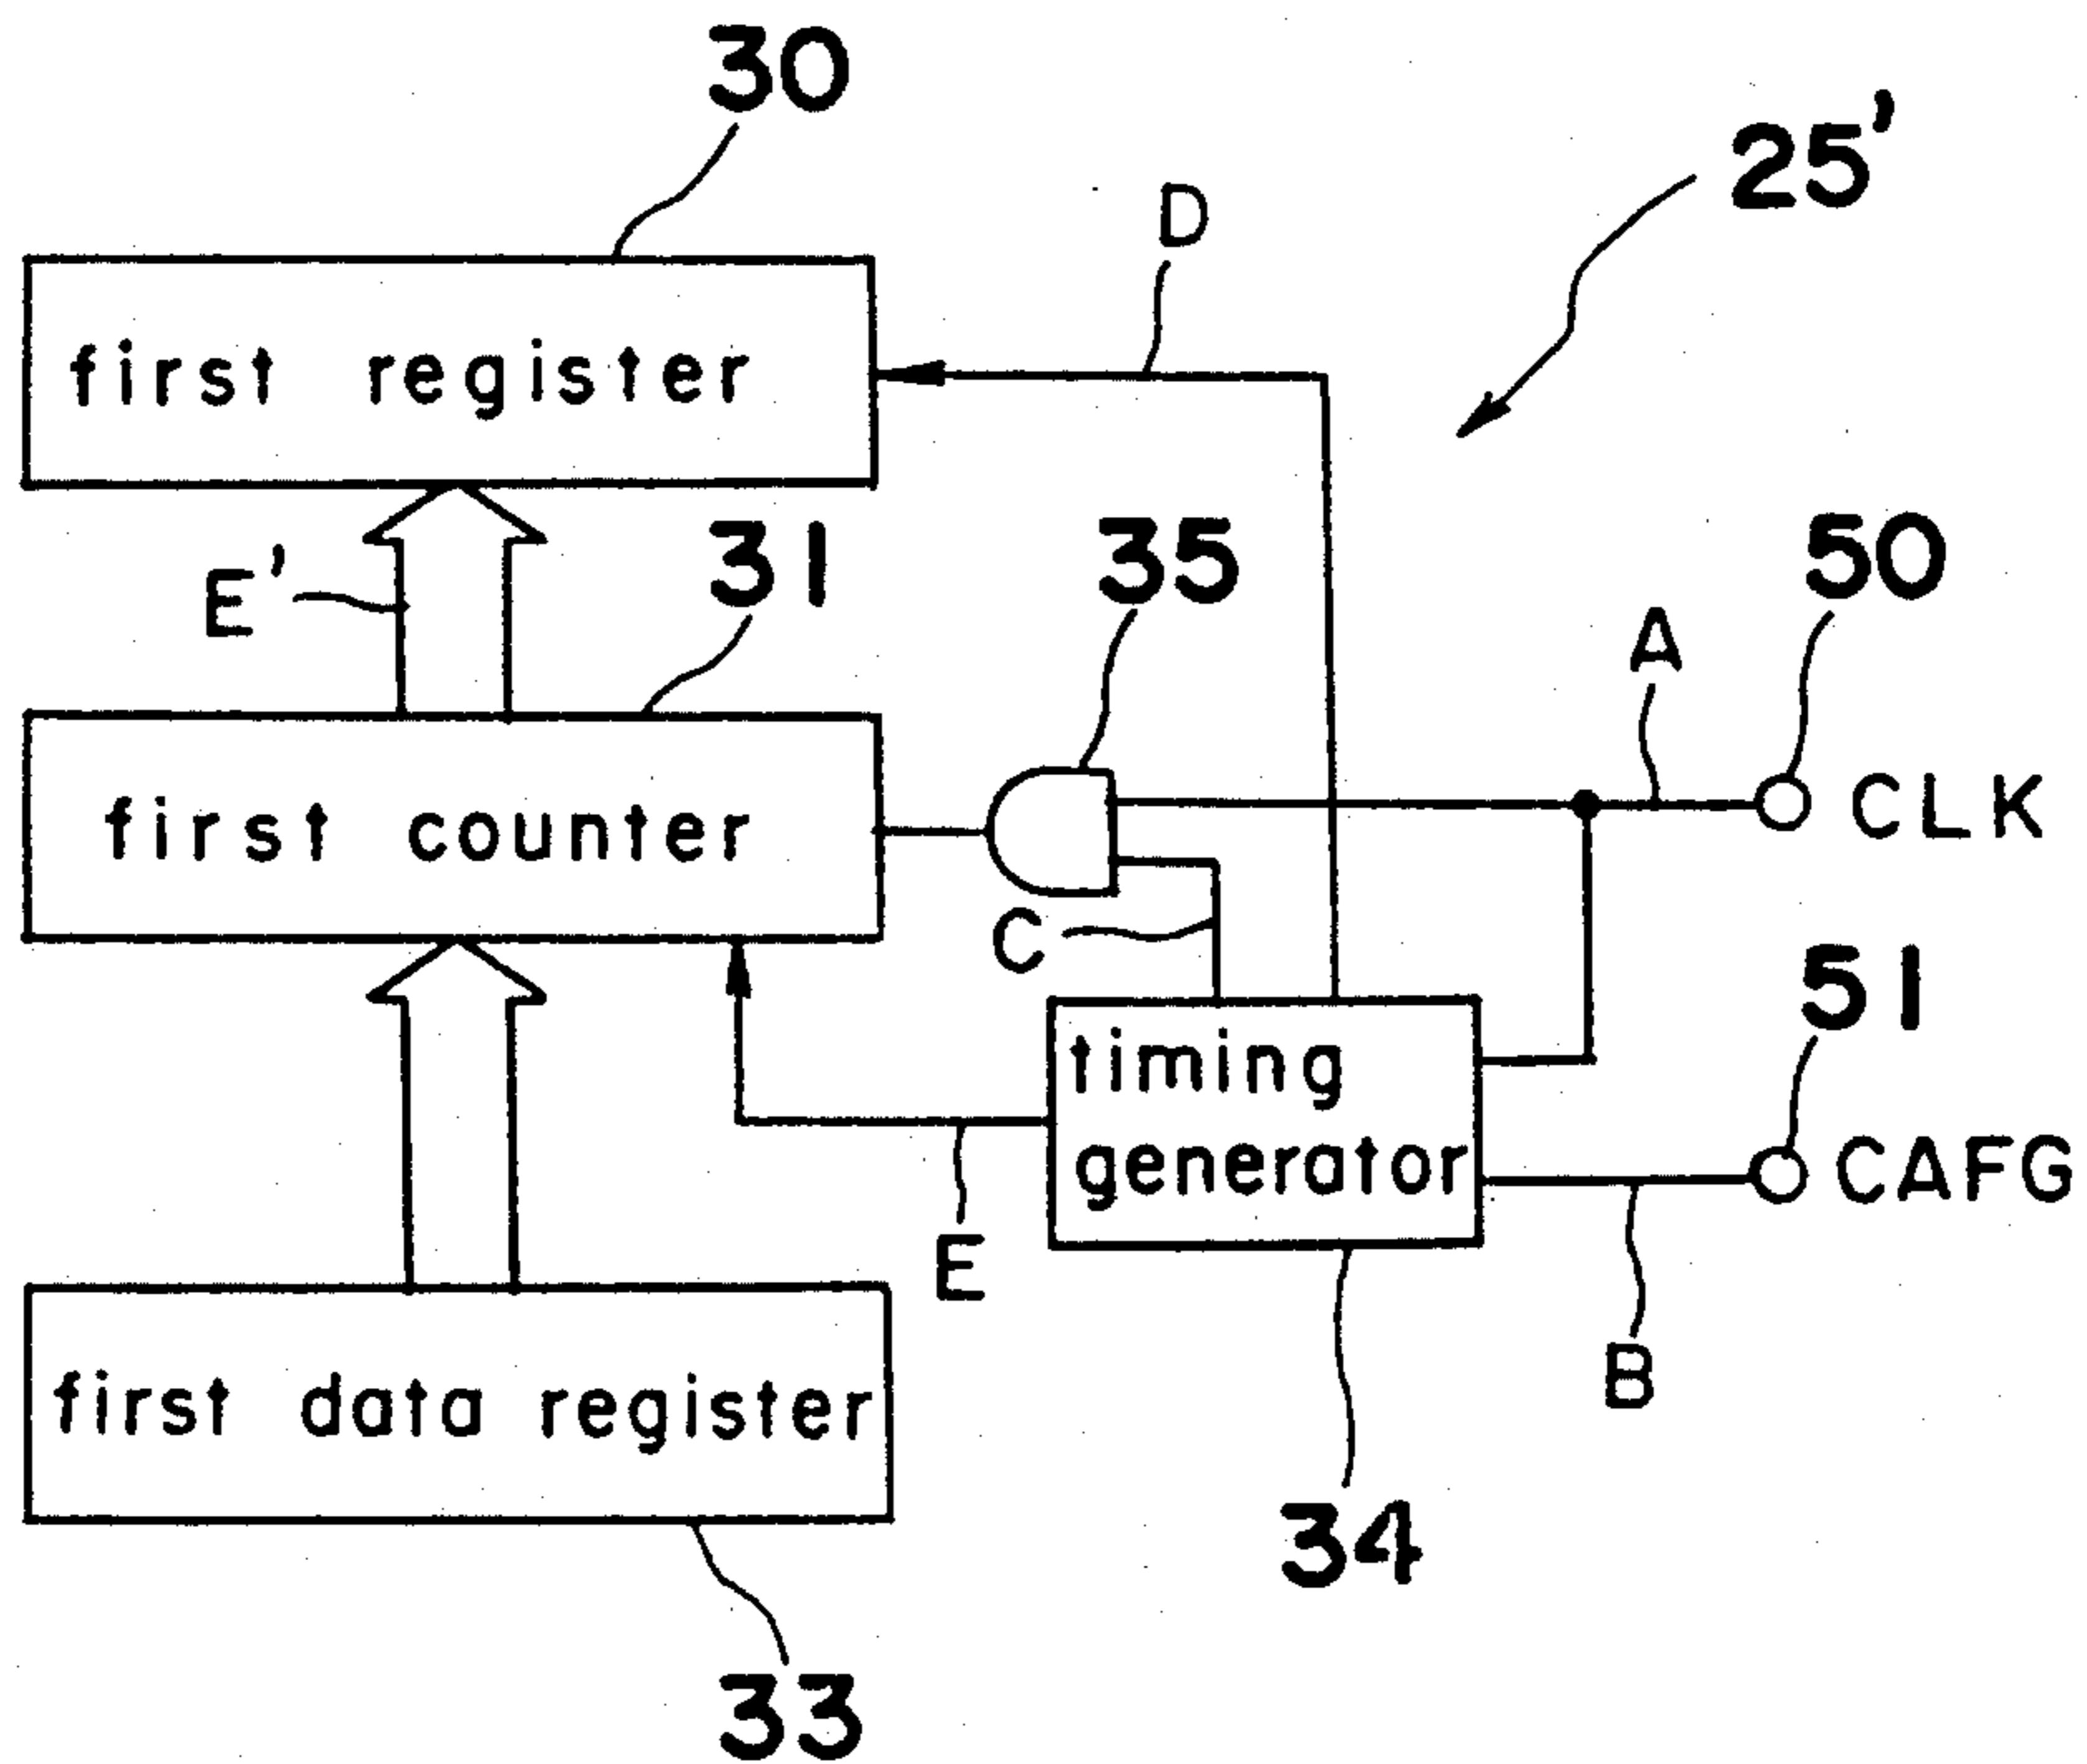 30
25'
D
first register
E'
31
35
50
A
first counter
CLK
C
51
timing
generator
CAFG
E
B
first data register
34
33